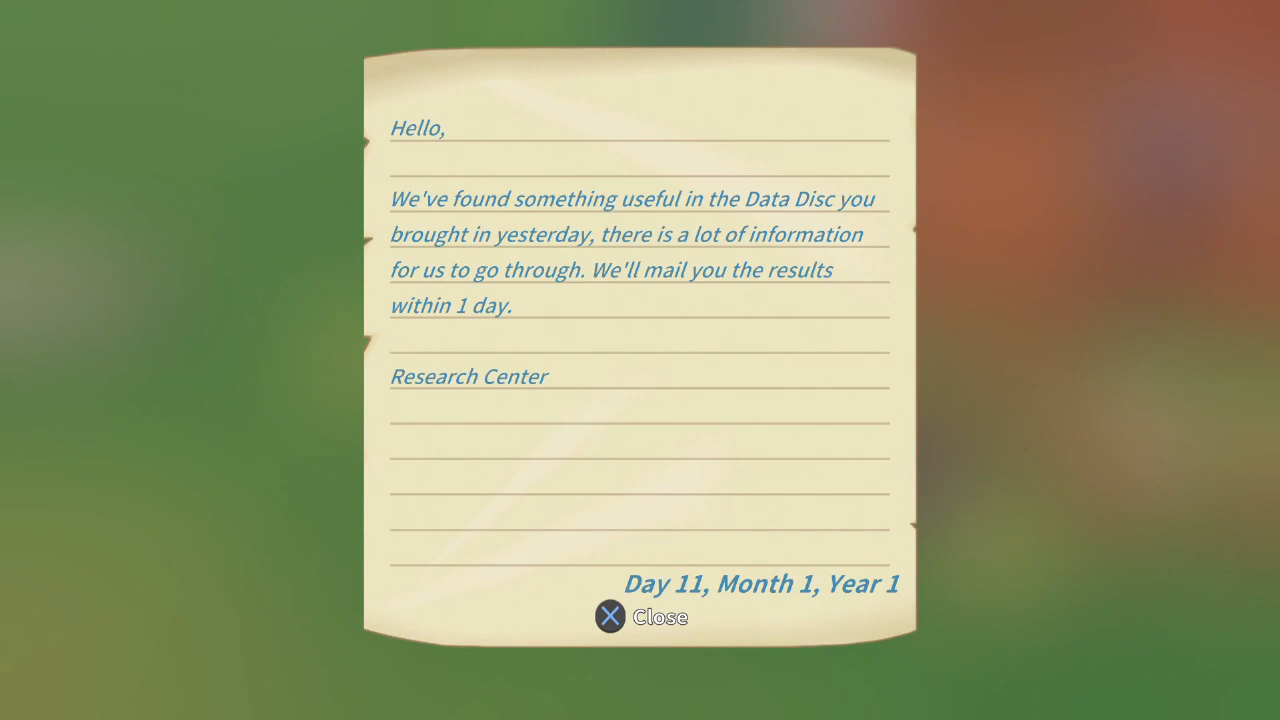 Hello,
We've found something useful in the Data Disc you
brought in yesterday, there is a lot of information
for us to go through. We'll mail you the results
within 1 day.
Research Center
Day 11, Month 1, Year 1
Close